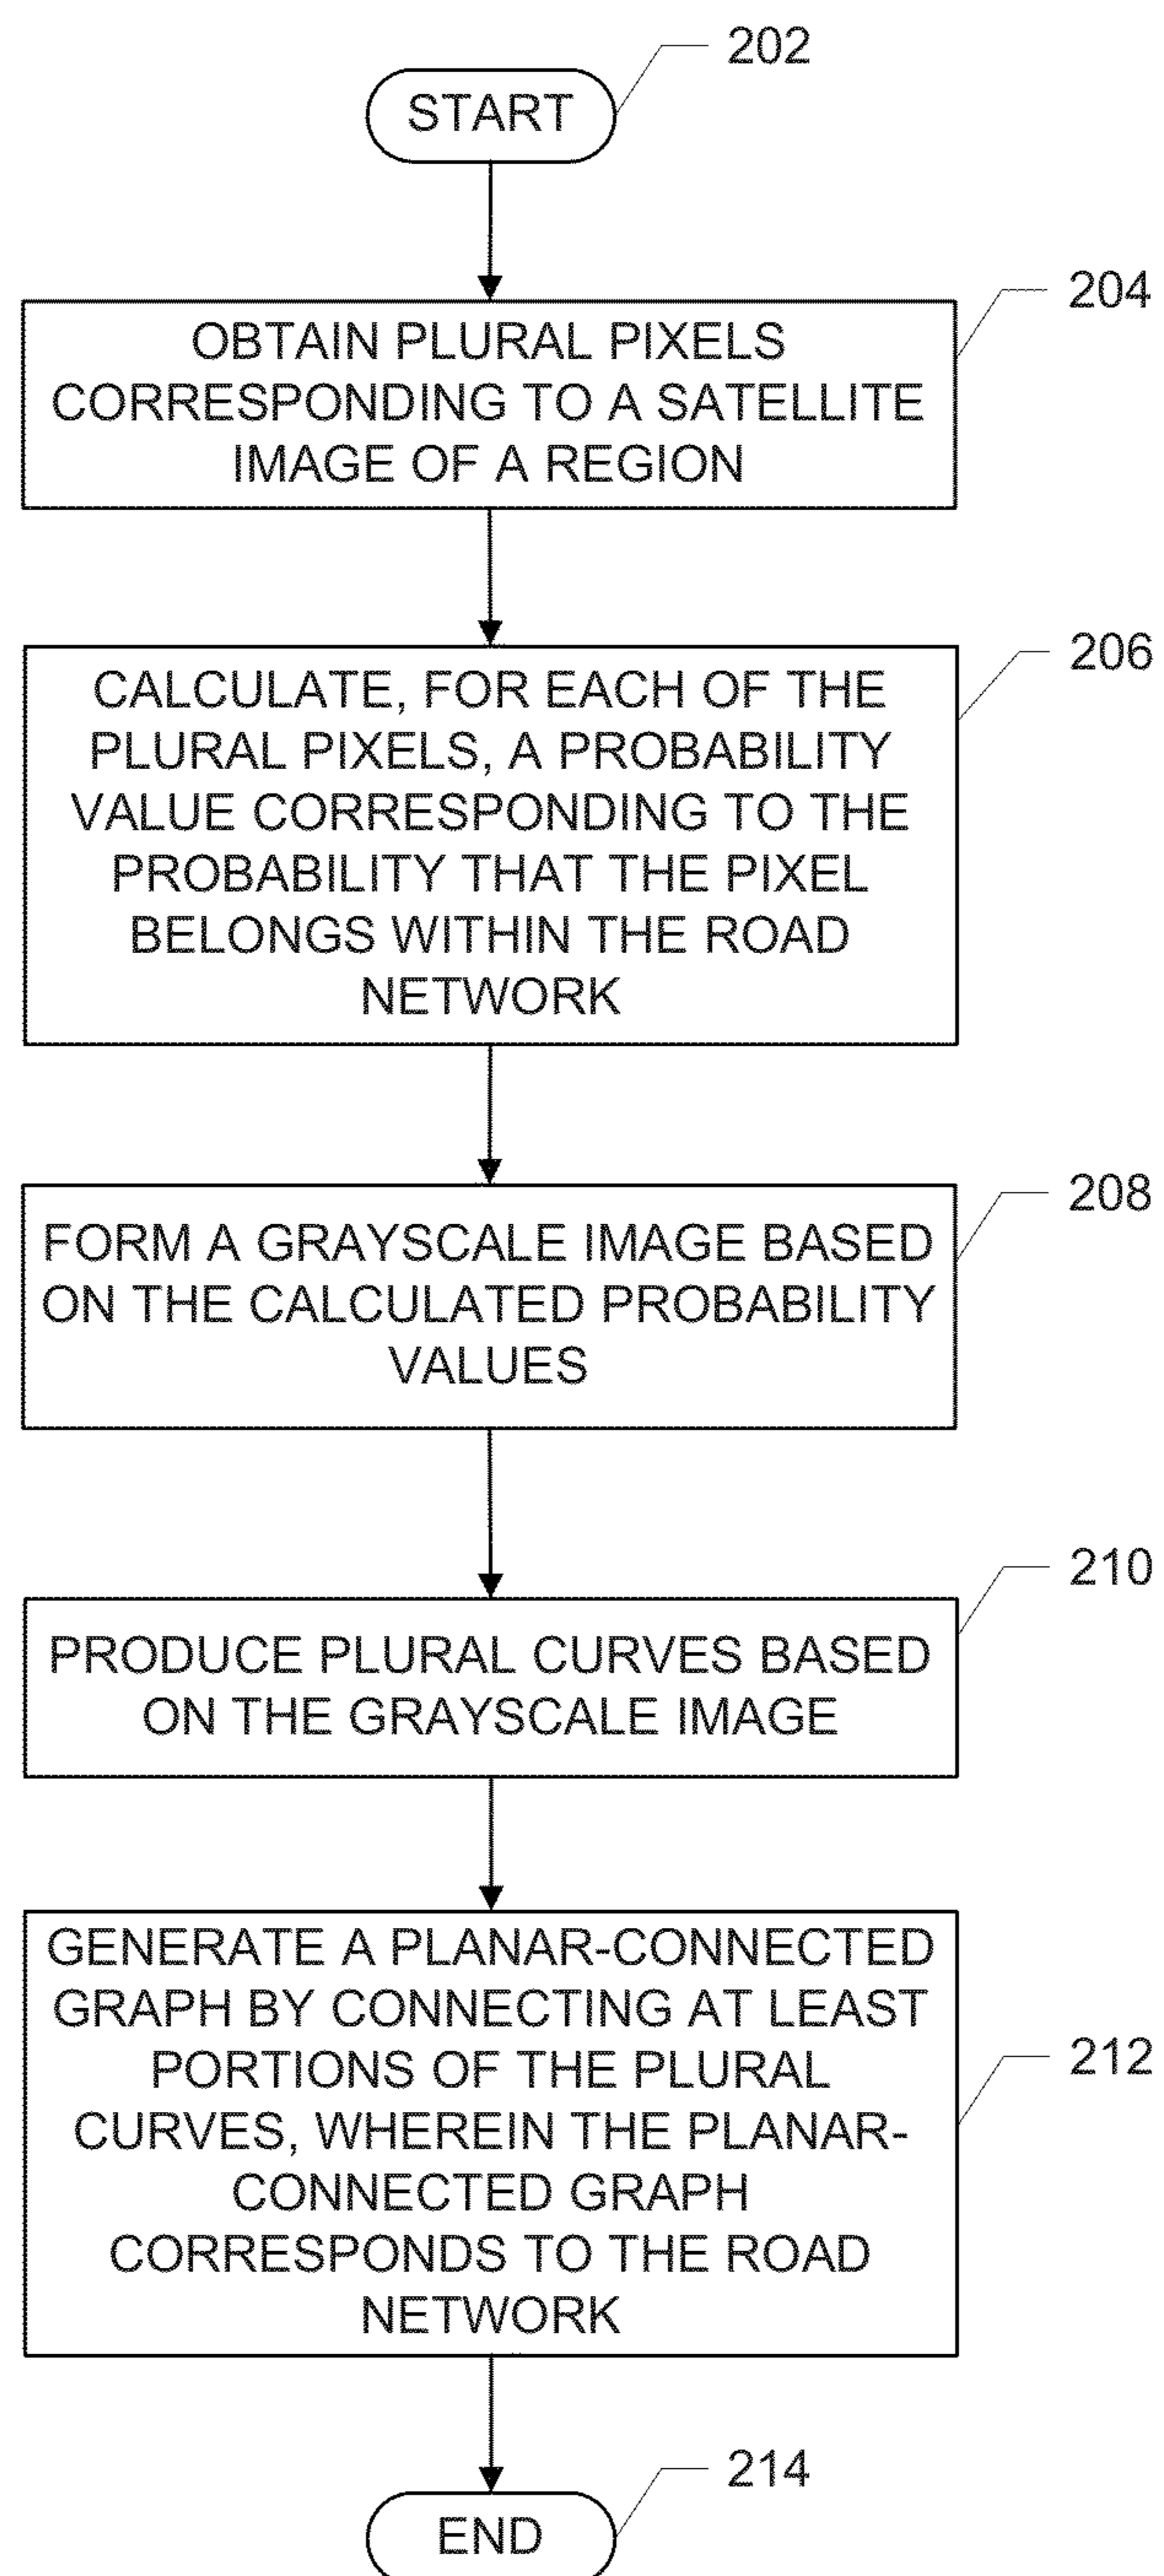 202
START
204
OBTAIN PLURAL PIXELS
CORRESPONDING TO A SATELLITE
IMAGE OF A REGION
206
CALCULATE, FOR EACH OF THE
PLURAL PIXELS, A PROBABILITY
VALUE CORRESPONDING TO THE
PROBABILITY THAT THE PIXEL
BELONGS WITHIN THE ROAD
NETWORK
208
FORM A GRAYSCALE IMAGE BASED
ON THE CALCULATED PROBABILITY
VALUES
210
PRODUCE PLURAL CURVES BASED
ON THE GRAYSCALE IMAGE
212
GENERATE A PLANAR-CONNECTED
GRAPH BY CONNECTING AT LEAST
PORTIONS OF THE PLURAL
CURVES, WHEREIN THE PLANAR-
CONNECTED GRAPH
CORRESPONDS TO THE ROAD
NETWORK
214
END